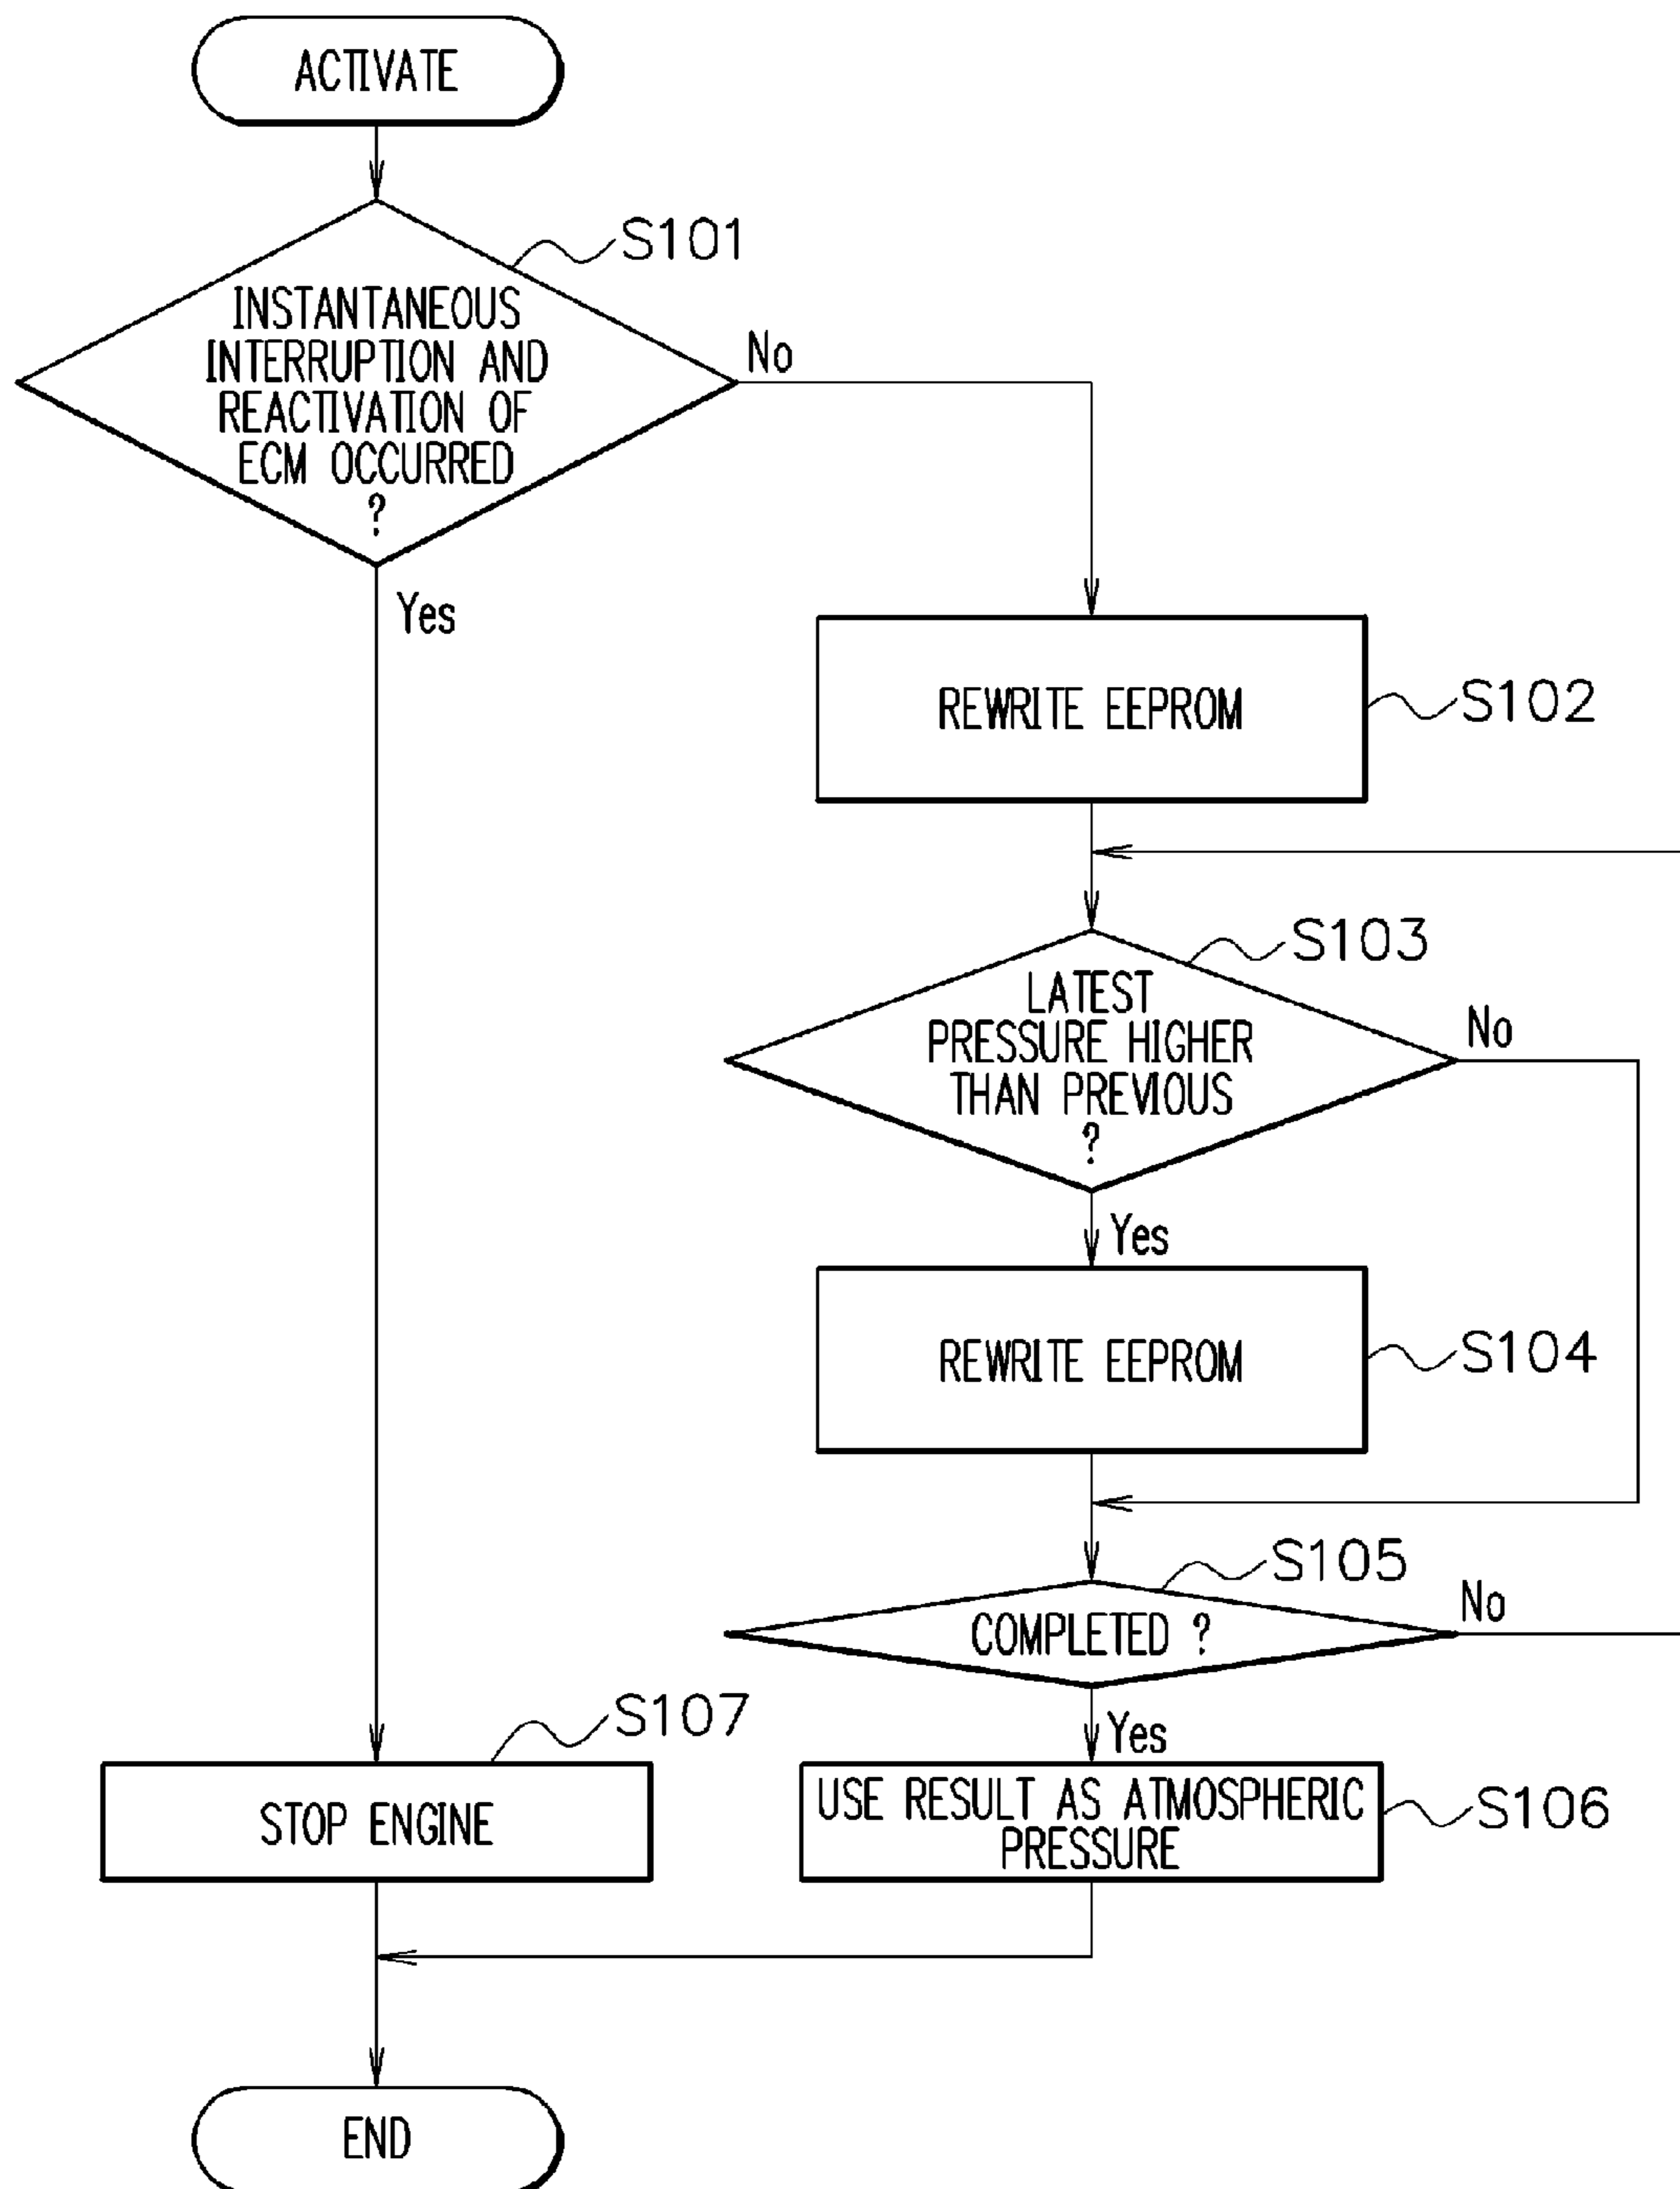 ACTIVATE
S101
INSTANTANEOUS
INTERRUPTION AND
REACTIVATION OF
ECM OCCURRED
?
No
Yes
REWRITE EEPROM
S102
S103
LATEST
PRESSURE HIGHER
THAN PREVIOUS
?
No
Yes
REWRITE EEPROM
S104
S105
COMPLETED ?
No
Yes
S107
STOP ENGINE
USE RESULT AS ATMOSPHERIC
PRESSURE
S106
END